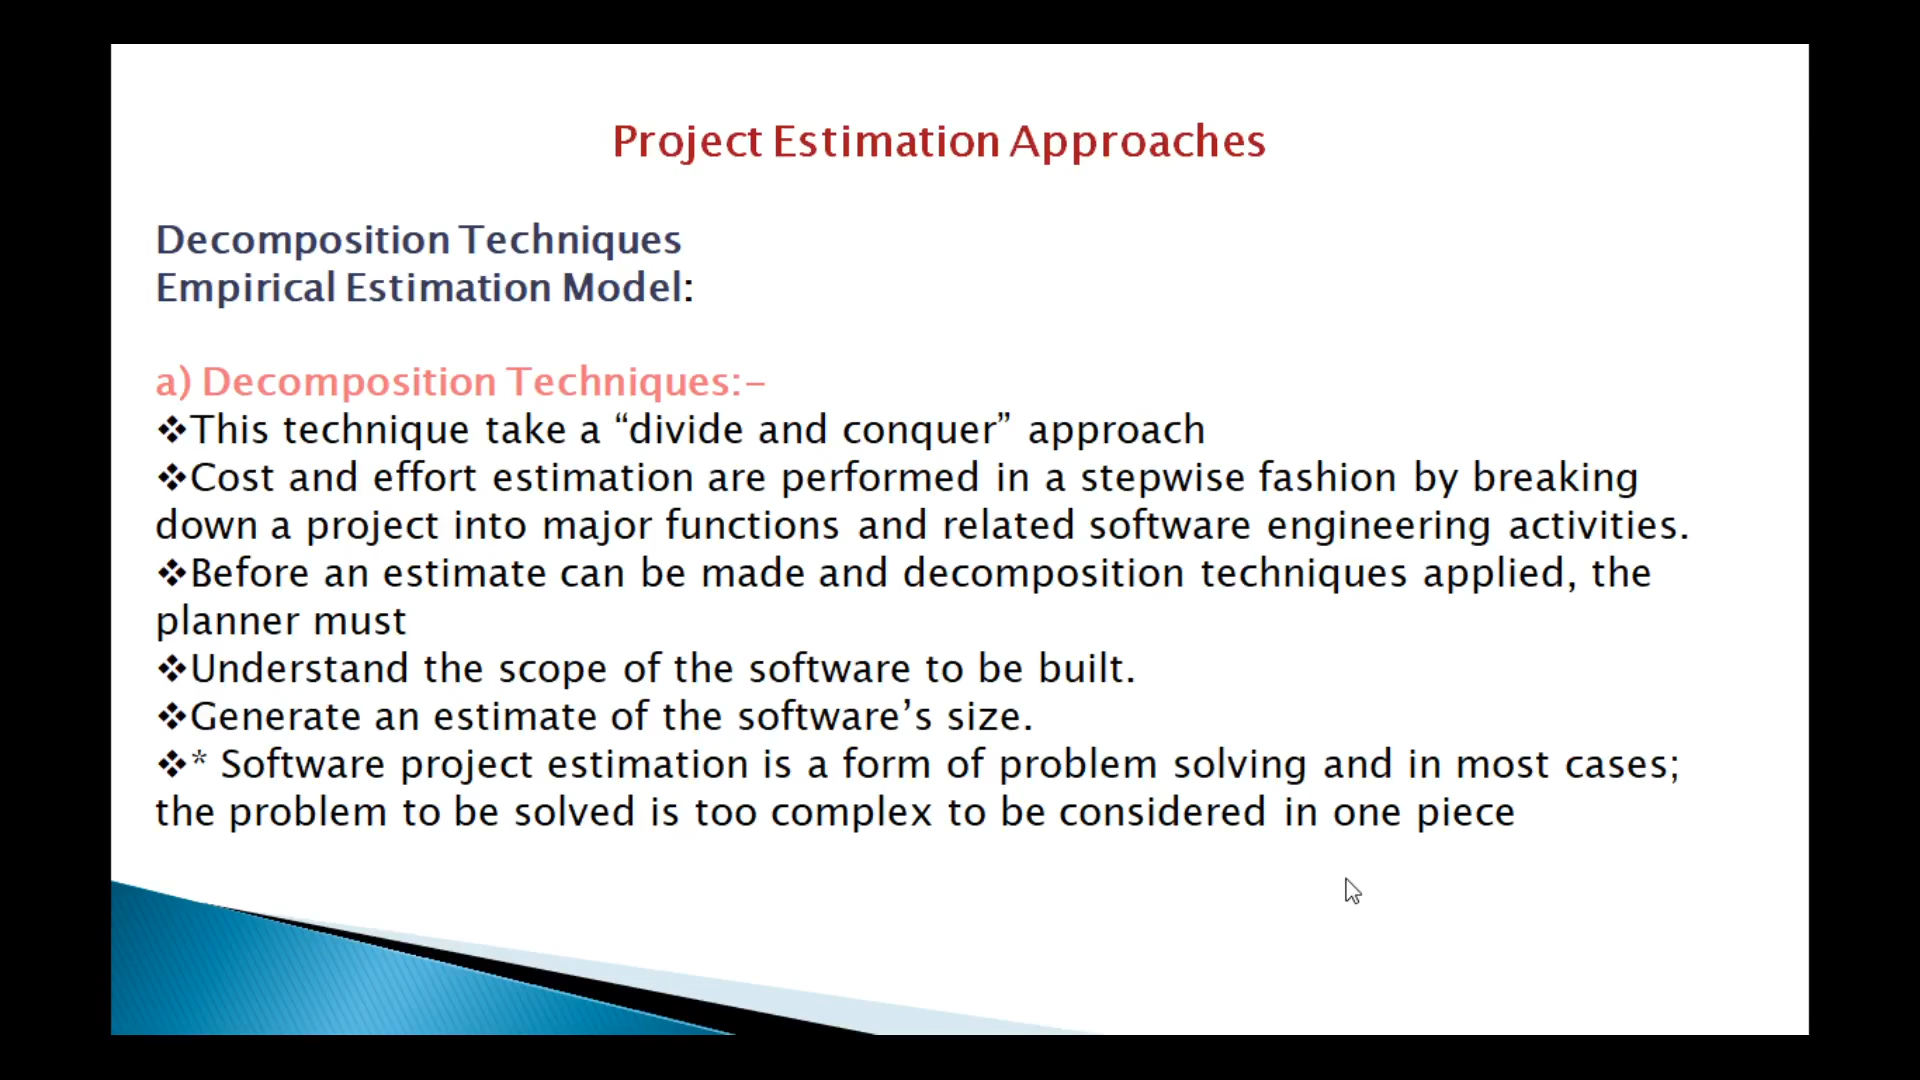 Project Estimation Approaches
Decomposition Techniques
Empirical Estimation Model:
a) Decomposition Techniques:–
❖This technique take a “divide and conquer” approach
❖Cost and effort estimation are performed in a stepwise fashion by breaking
down a project into major functions and related software engineering activities.
❖Before an estimate can be made and decomposition techniques applied, the
planner must
❖Understand the scope of the software to be built.
❖Generate an estimate of the software’s size.
❖* Software project estimation is a form of problem solving and in most cases;
the problem to be solved is too complex to be considered in one piece